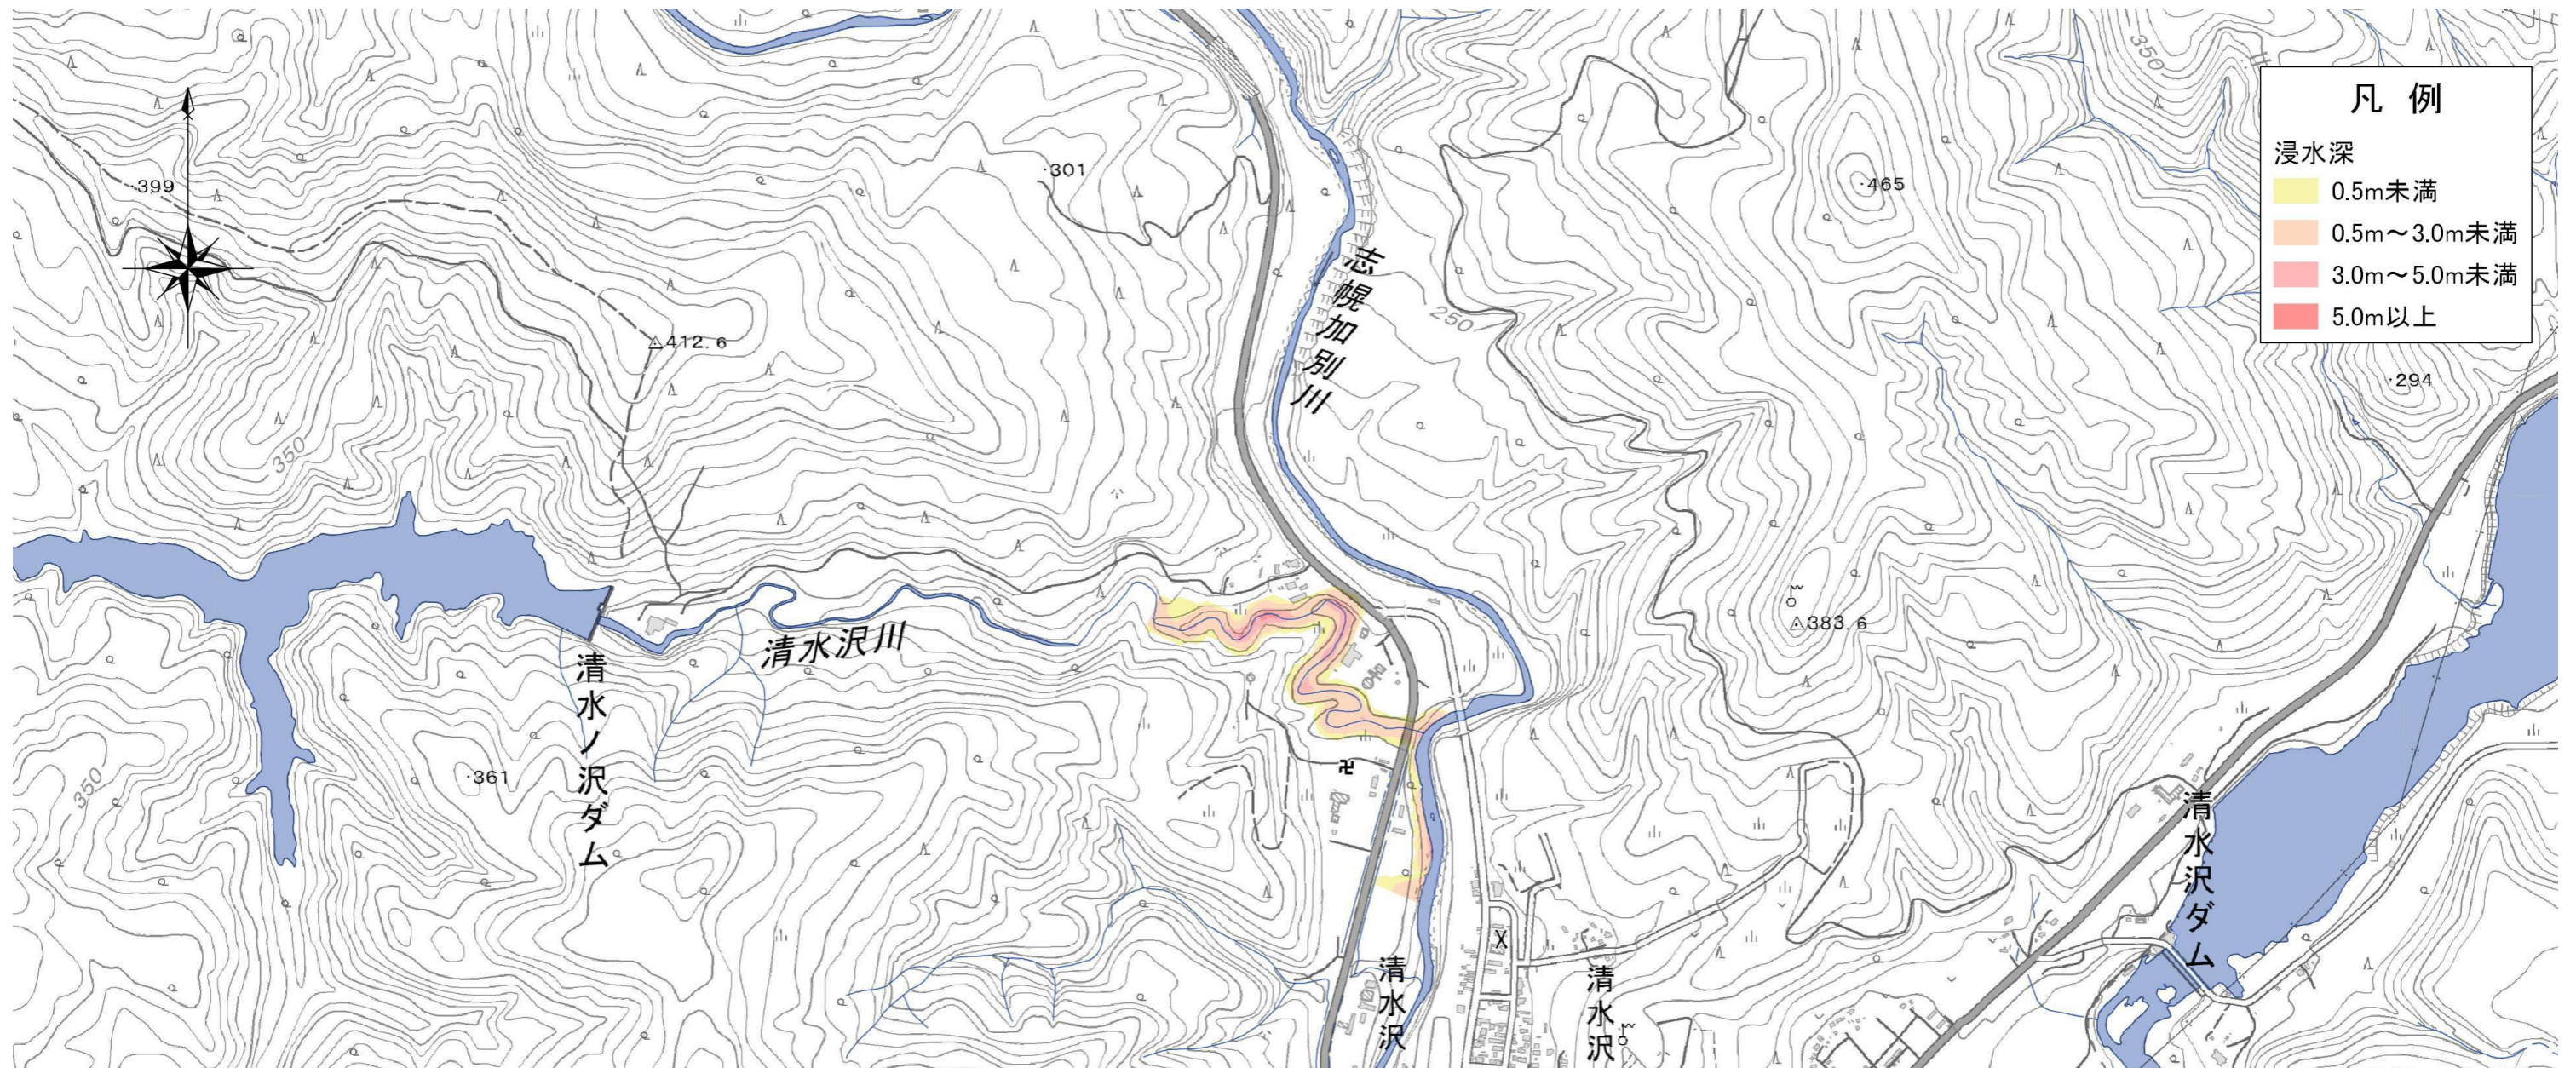 凡 例
浸水深
0.5m未満
0.5m～3.0m未満
3.0m～5.0m未満
5.0m以上
350
・399
・301
・465
志幌加別川
250
412.6
・294
350
383.6
清水沢川
清水ノ沢ダム
・361
350
清水沢ダム
清水沢
清水沢